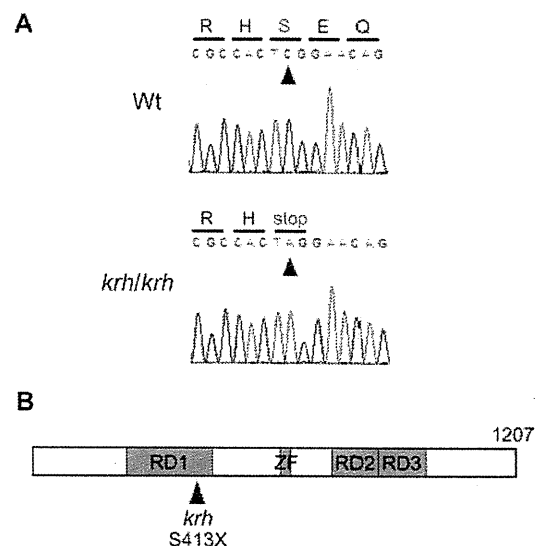 A
R H S E Q
C G C C A C T C G G A A C A G
Wt
R H stop
C G C C A C T A G G A A C A G
krh/krh
B
1207
RD1 ZF RD2 RD3
krh
S413X